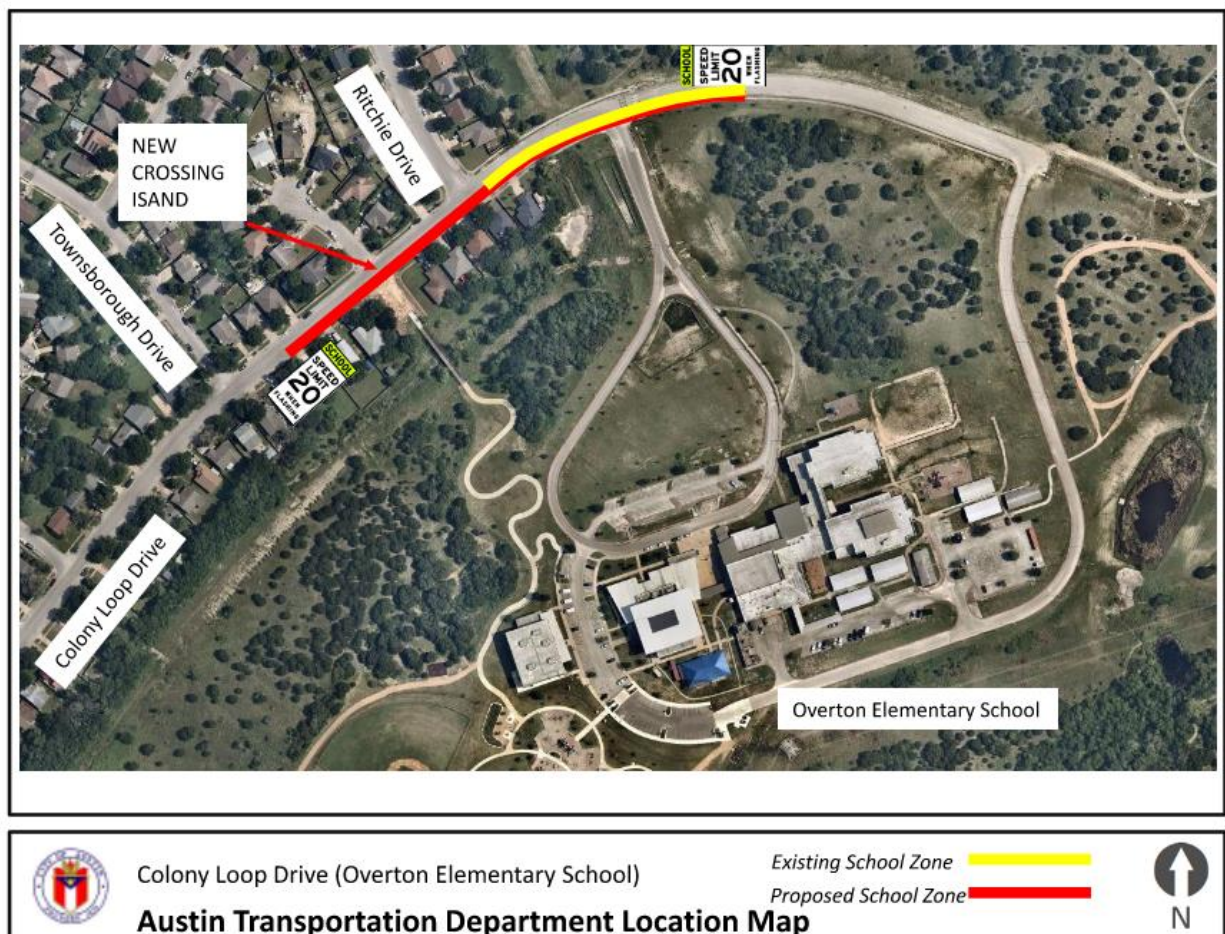 SCHOOL
SPEED
LIMIT
20
WHEN
FLASHING
Ritchie Drive
NEW
CROSSING
ISAND
Townsborough Drive
SCHOOL
SPEED
LIMIT
20
WHEN
FLASHING
Colony Loop Drive
Overton Elementary School
Colony Loop Drive (Overton Elementary School)
Existing School Zone
Proposed School Zone
Austin Transportation Department Location Map
N